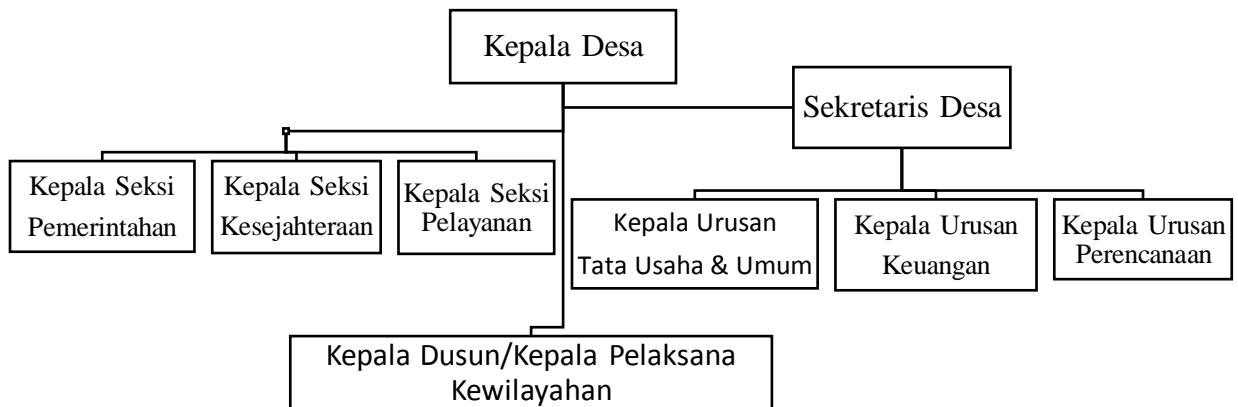 Kepala Desa
Sekretaris Desa
Kepala Seksi
Pemerintahan
Kepala Seksi
Kesejahteraan
Kepala Seksi
Pelayanan
Kepala Urusan
Tata Usaha & Umum
Kepala Urusan
Keuangan
Kepala Urusan
Perencanaan
Kepala Dusun/Kepala Pelaksana
Kewilayahan